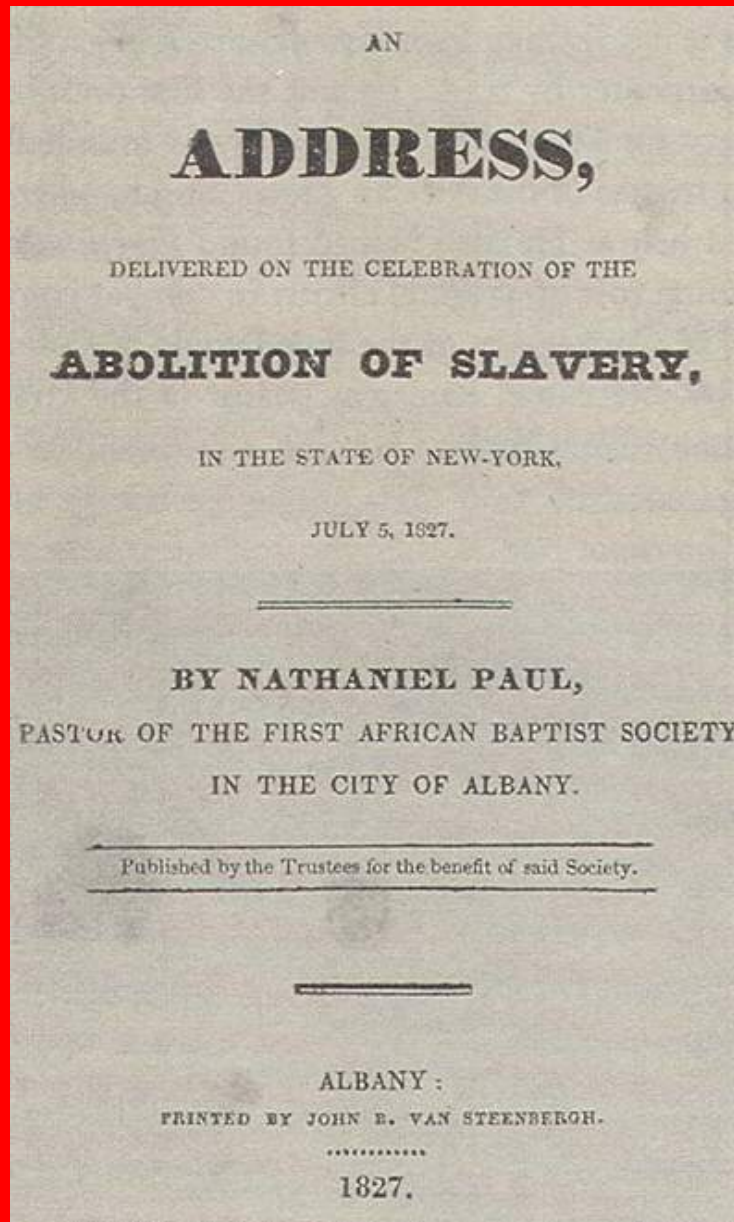 AN
ADDRESS,
DELIVERED ON THE CELEBRATION OF THE
ABOLITION OF SLAVERY,
IN THE STATE OF NEW-YORK,
JULY 5, 1827.
BY NATHANIEL PAUL,
PASTOR OF THE FIRST AFRICAN BAPTIST SOCIETY
IN THE CITY OF ALBANY.
Published by the Trustees for the benefit of said Society.
ALBANY:
PRINTED BY JOHN B. VAN STEENBERGH.
1827.